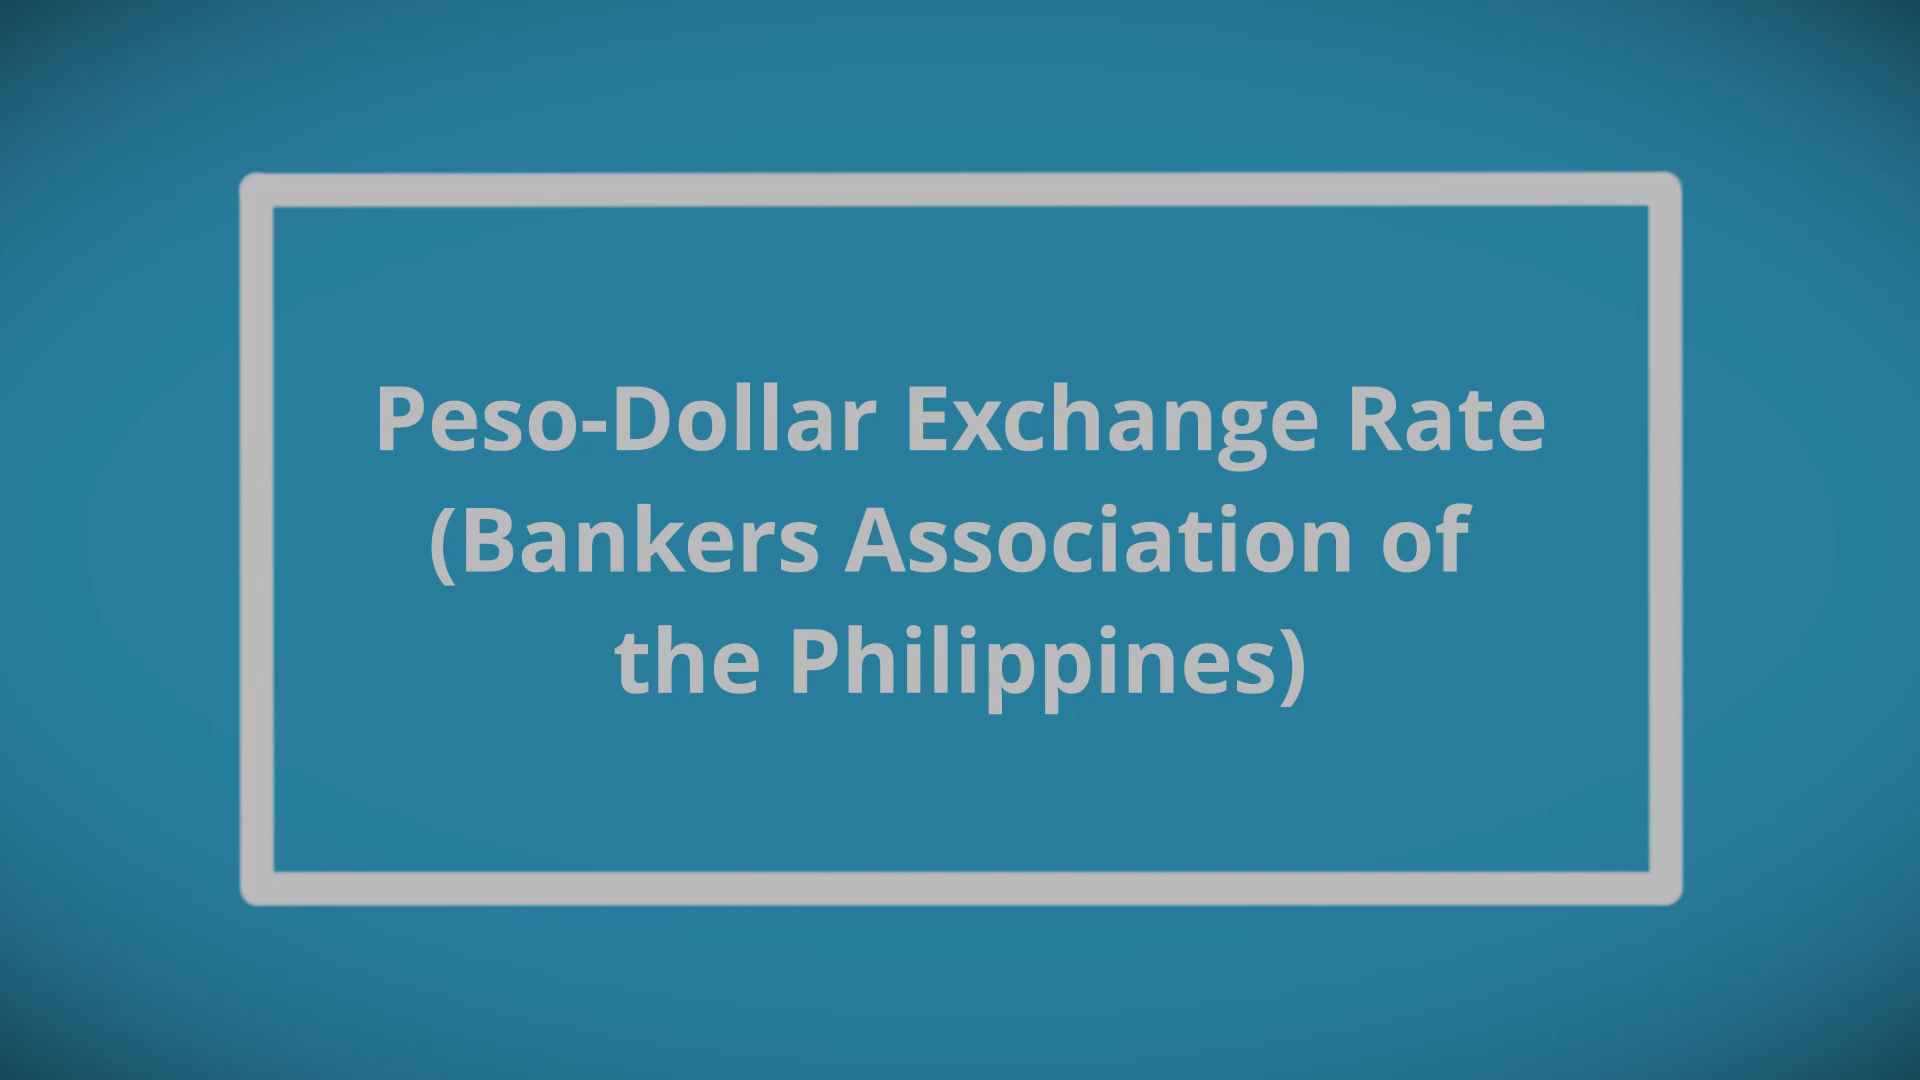 Peso-Dollar Exchange Rate
(Bankers Association of
the Philippines)